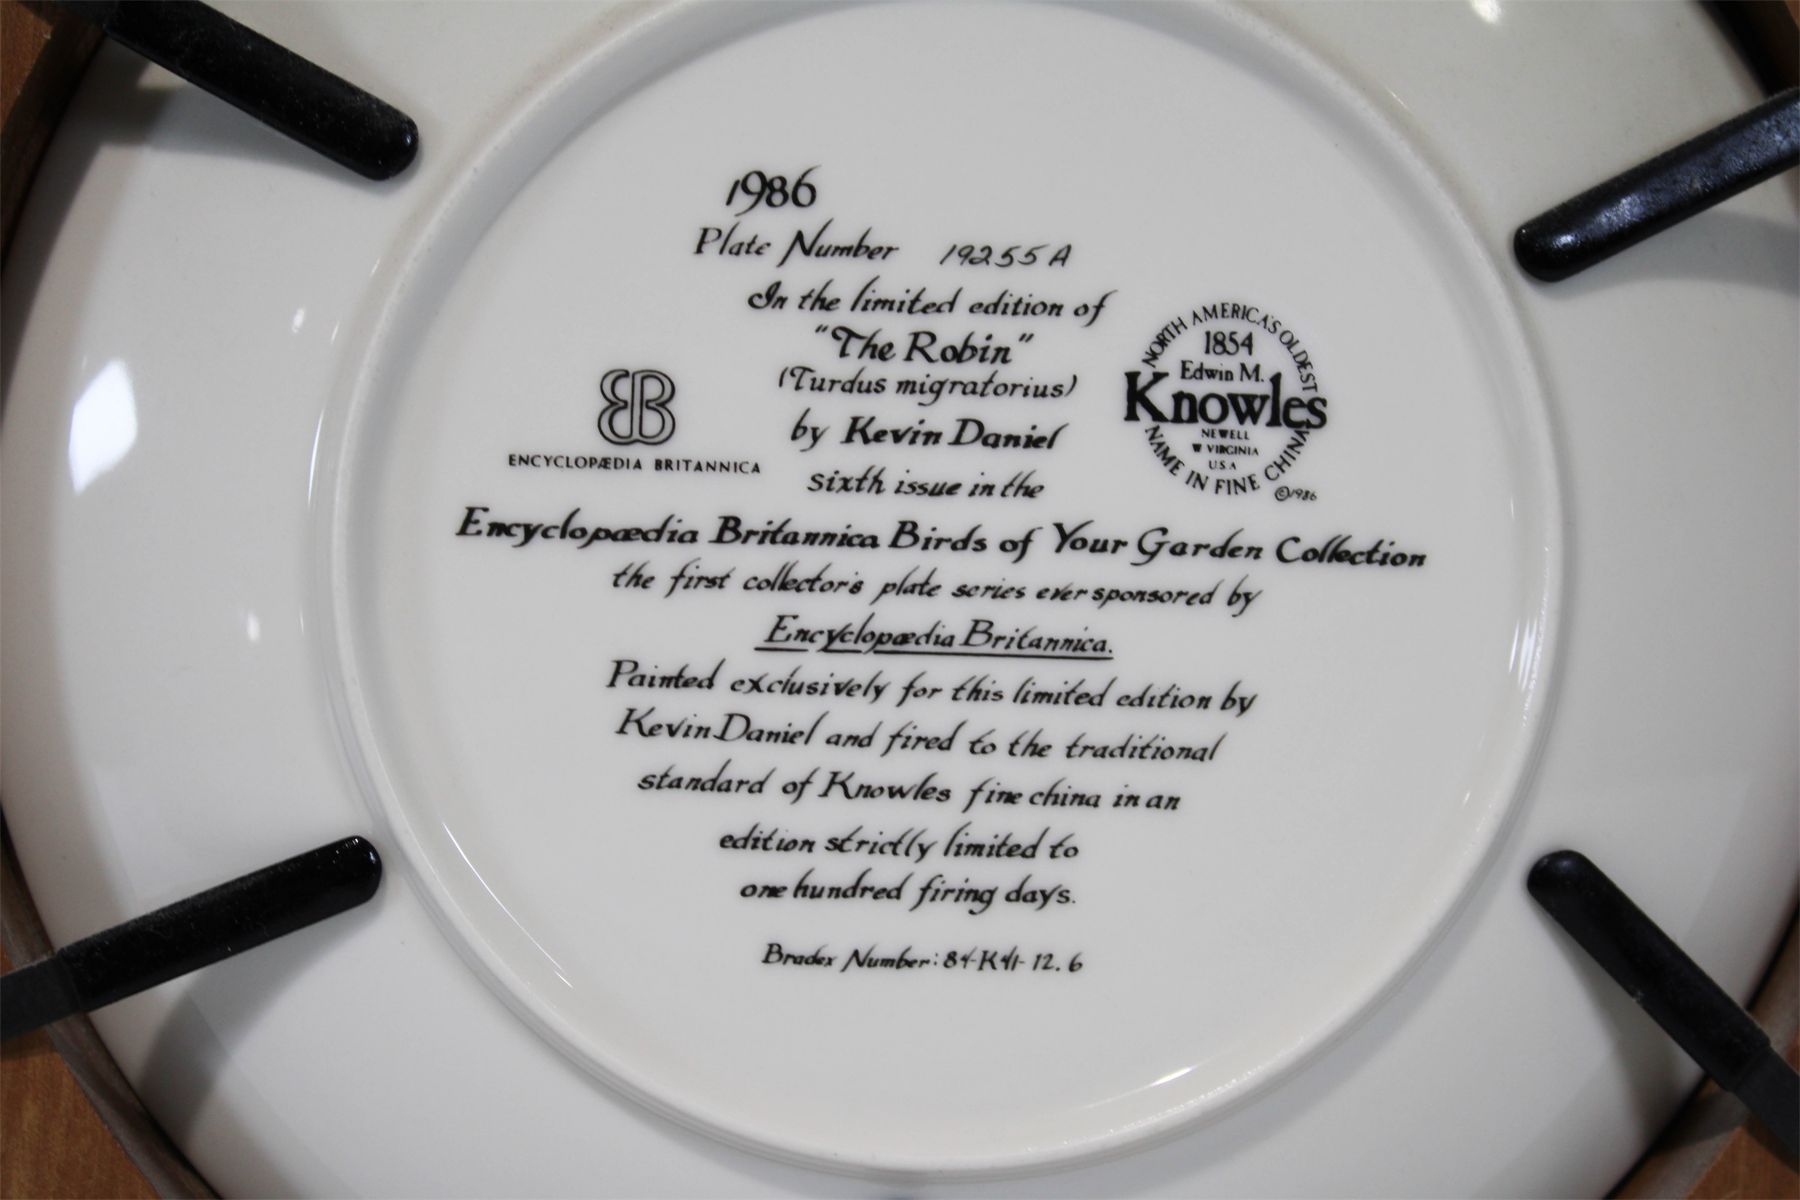 1986
Plate Number 19255A
In the limited edition of
"The Robin"
(Turdus migratorius)
by Kevin Daniel
sixth issue in the
Encyclopædia Britannica Birds of Your Garden Collection
the first collector's plate series ever sponsored by
Encyclopædia Britannica.
Painted exclusively for this limited edition by
Kevin Daniel and fired to the traditional
standard of Knowles fine china in an
edition strictly limited to
one hundred firing days.
Bradex Number: 84-K41-12.6
ENCYCLOPÆDIA BRITANNICA
NORTH AMERICA'S OLDEST
1854
Edwin M.
Knowles
NEWELL
W VIRGINIA
U.S.A
NAME IN FINE CHINA
©1986